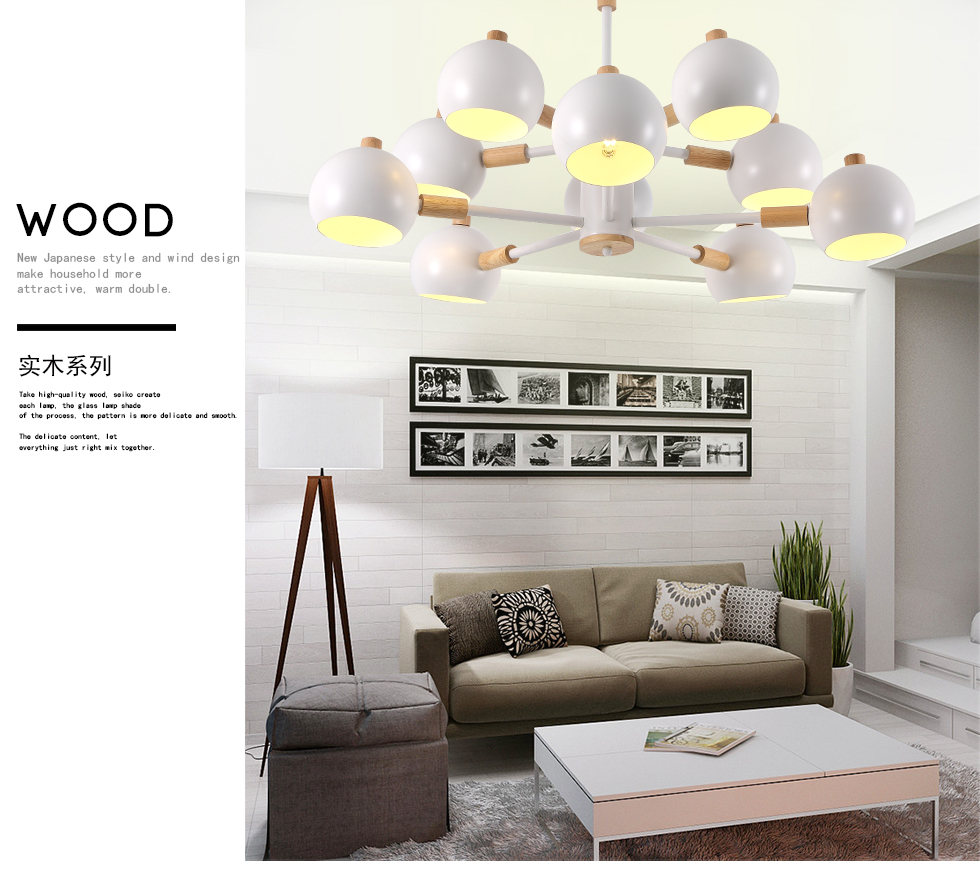 WOOD
New Japanese style and wind design
make household more
attractive, warm double.
实木系列
Take high-quality wood, seiko create
each lamp, the glass lamp shade
of the process, the pattern is more delicate and smooth.
The delicate content, let
everything just right mix together.